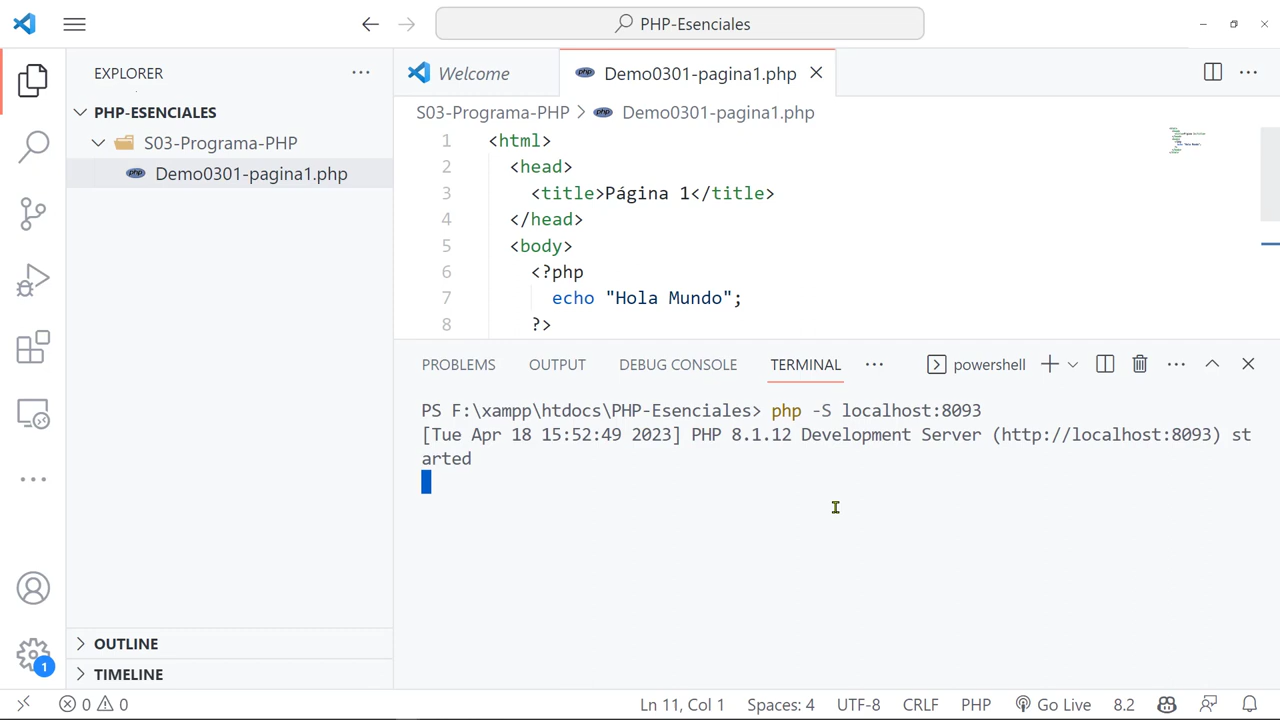 PHP-Esenciales
EXPLORER
PHP-ESENCIALES
S03-Programa-PHP
Demo0301-pagina1.php
OUTLINE
TIMELINE
Welcome
Demo0301-pagina1.php
S03-Programa-PHP > Demo0301-pagina1.php
1 <html>
2 <head>
3 <title>Página 1</title>
4 </head>
5 <body>
6 <?php
7 echo "Hola Mundo";
8 ?>
PROBLEMS OUTPUT DEBUG CONSOLE TERMINAL powershell
PS F:\xampp\htdocs\PHP-Esenciales> php -S localhost:8093
[Tue Apr 18 15:52:49 2023] PHP 8.1.12 Development Server (http://localhost:8093) st
arted
1
0 0 Ln 11, Col 1 Spaces: 4 UTF-8 CRLF PHP Go Live 8.2